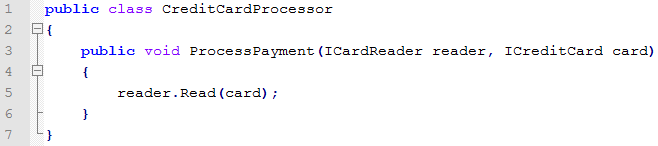 1 public class CreditCardProcessor
2 {
3 public void ProcessPayment(ICardReader reader, ICreditCard card)
4 {
5 reader.Read(card);
6 }
7 }